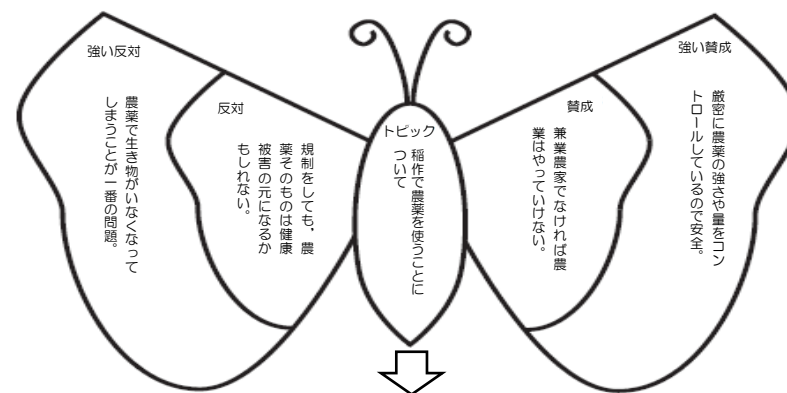 強い反対
農薬で生き物がいなくなって
しまうことが一番の問題。
反対
規制をしても，農
薬そのものは健康
被害の元になるか
もしれない。
トピック
稲作で農薬を使うことに
ついて
賛成
兼業農家でなければ農
業はやっていけない。
強い賛成
厳密に農薬の強さや量をコン
トロールしているので安全。